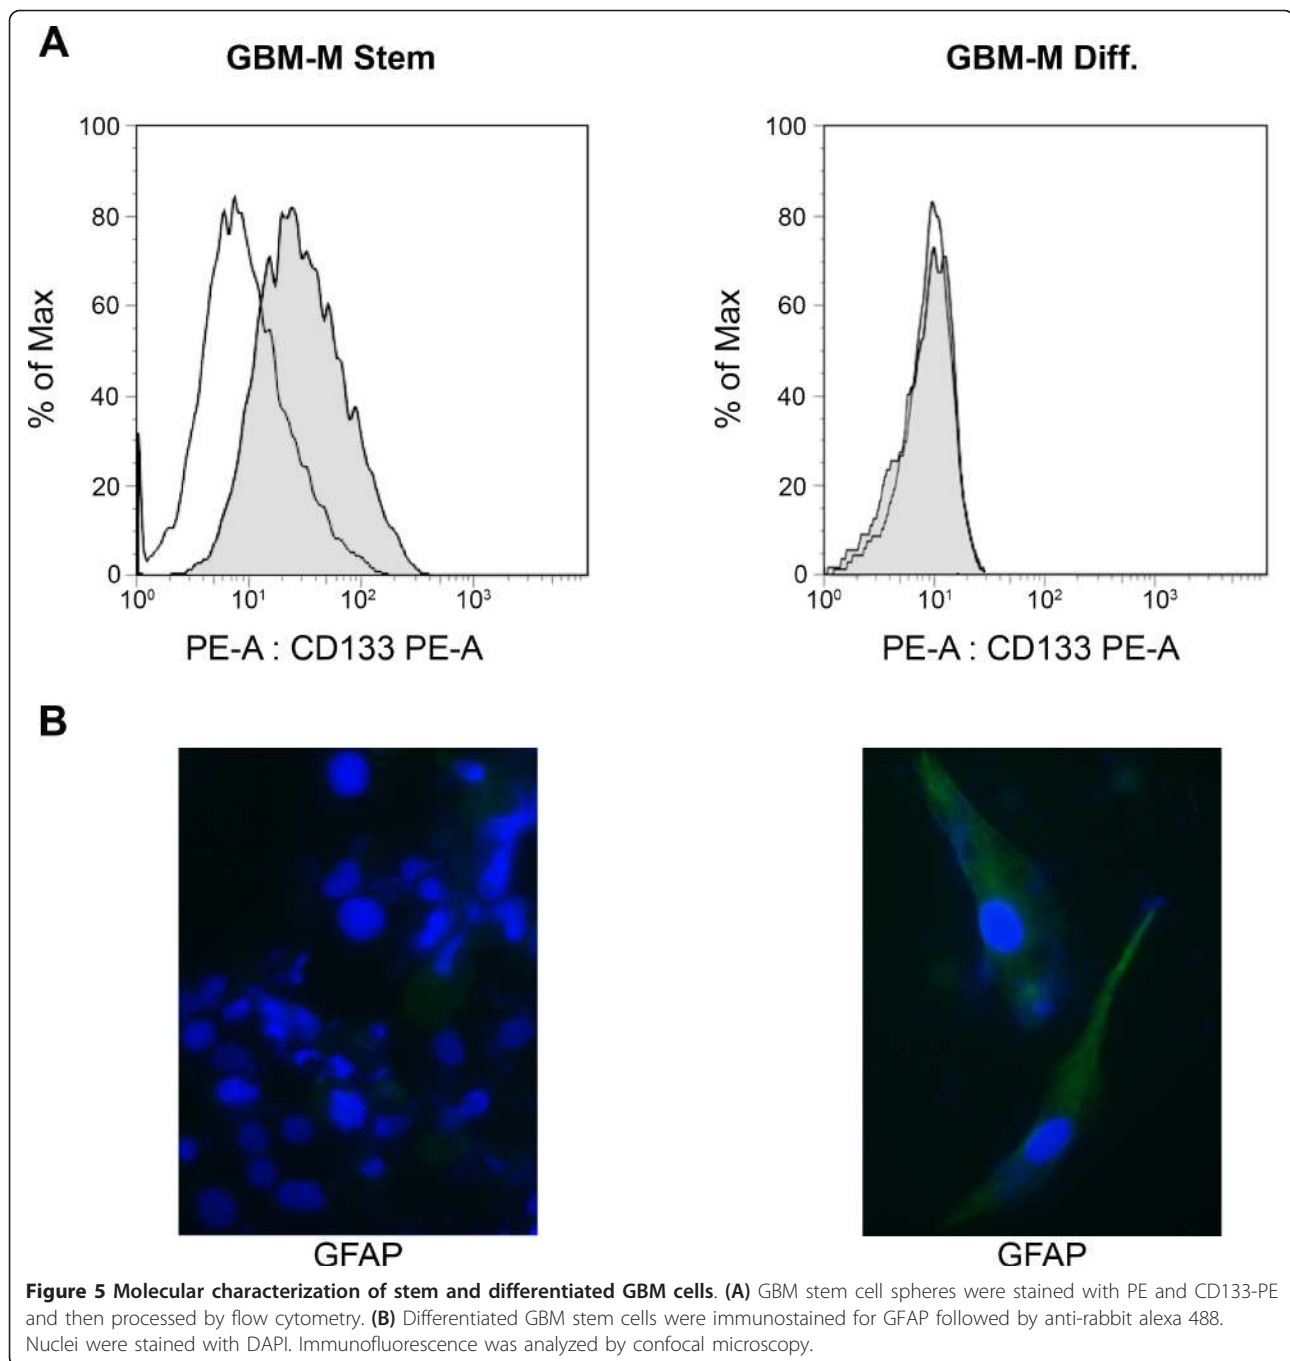 A
GBM-M Stem
GBM-M Diff.
100
80
60
40
20
0
% of Max
10⁰ 10¹ 10² 10³
PE-A : CD133 PE-A
100
80
60
40
20
0
% of Max
10⁰ 10¹ 10² 10³
PE-A : CD133 PE-A
B
GFAP
GFAP
Figure 5 Molecular characterization of stem and differentiated GBM cells. (A) GBM stem cell spheres were stained with PE and CD133-PE
and then processed by flow cytometry. (B) Differentiated GBM stem cells were immunostained for GFAP followed by anti-rabbit alexa 488.
Nuclei were stained with DAPI. Immunofluorescence was analyzed by confocal microscopy.